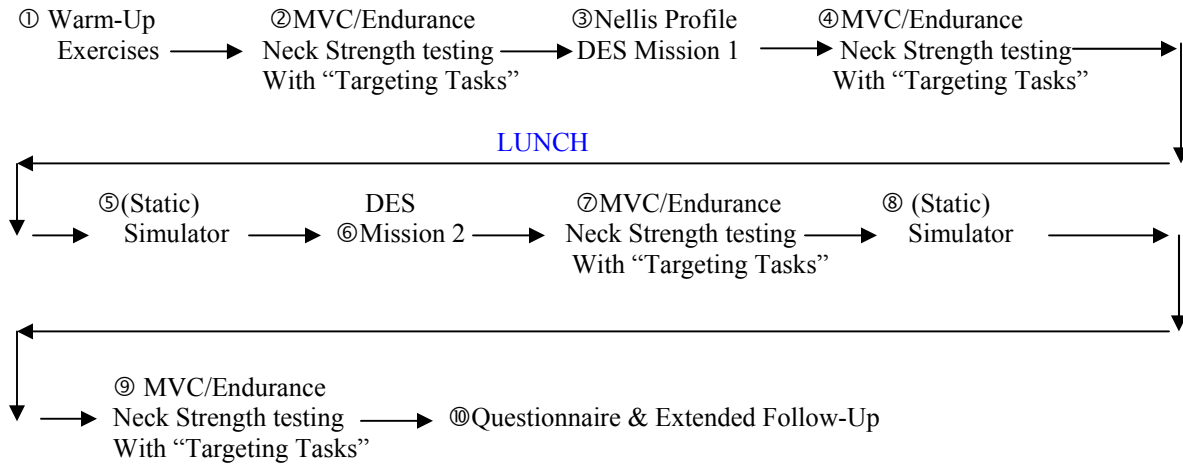 ① Warm-Up
Exercises
②MVC/Endurance
Neck Strength testing
With “Targeting Tasks”
③Nellis Profile
DES Mission 1
④MVC/Endurance
Neck Strength testing
With “Targeting Tasks”
LUNCH
⑤(Static)
Simulator
DES
⑥Mission 2
⑦MVC/Endurance
Neck Strength testing
With “Targeting Tasks”
⑧ (Static)
Simulator
⑨ MVC/Endurance
Neck Strength testing
With “Targeting Tasks”
⑩Questionnaire & Extended Follow-Up